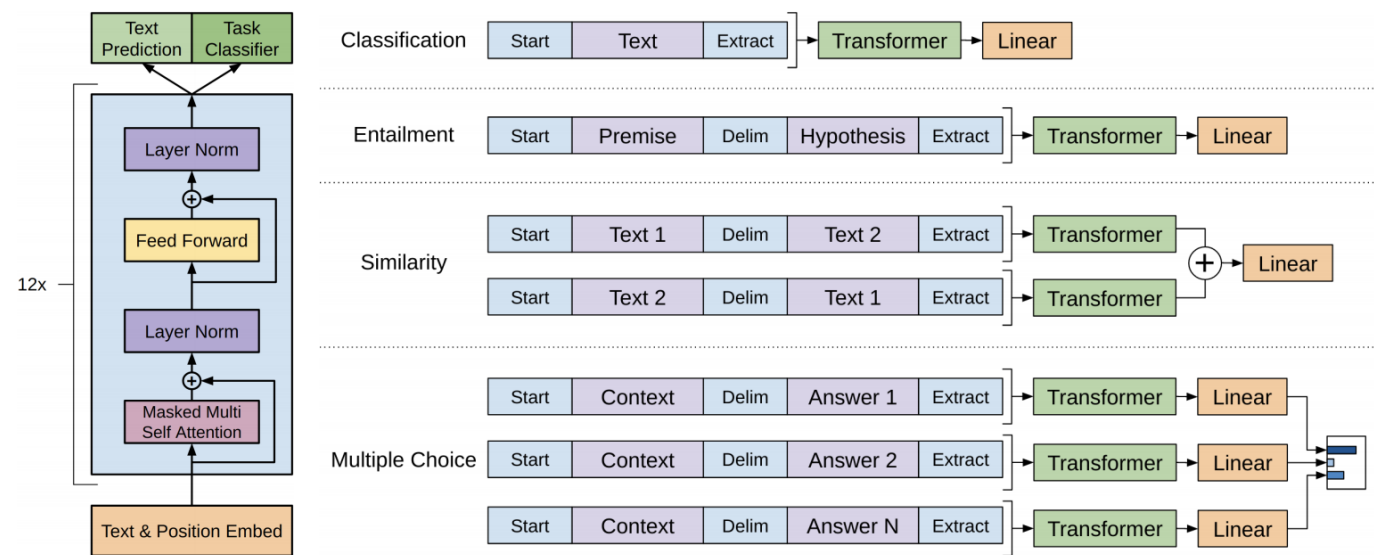 Text
Prediction
Task
Classifier
Layer Norm
+
Feed Forward
12x
Layer Norm
+
Masked Multi
Self Attention
Text & Position Embed
Classification
Start Text Extract Transformer Linear
Entailment
Start Premise Delim Hypothesis Extract Transformer Linear
Similarity
Start Text 1 Delim Text 2 Extract Transformer
+ Linear
Start Text 2 Delim Text 1 Extract Transformer
Multiple Choice
Start Context Delim Answer 1 Extract Transformer Linear
Start Context Delim Answer 2 Extract Transformer Linear
Start Context Delim Answer N Extract Transformer Linear